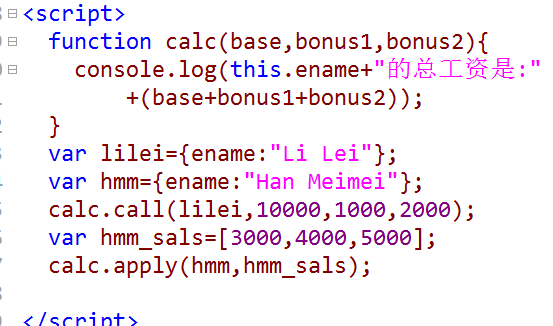 <script>
function calc(base,bonus1,bonus2){
console.log(this.ename+"的总工资是:"
+(base+bonus1+bonus2));
}
var lilei={ename:"Li Lei"};
var hmm={ename:"Han Meimei"};
calc.call(lilei,10000,1000,2000);
var hmm_sals=[3000,4000,5000];
calc.apply(hmm,hmm_sals);
</script>